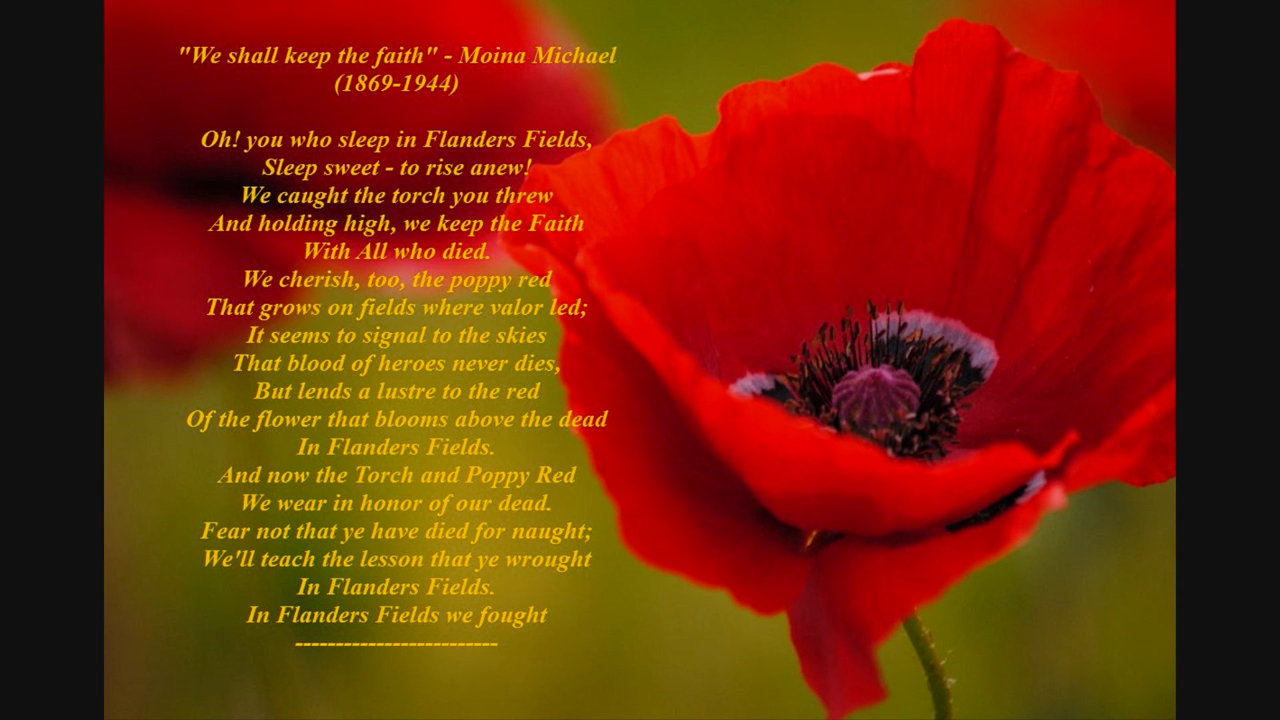 "We shall keep the faith" - Moina Michael
(1869-1944)
Oh! you who sleep in Flanders Fields,
Sleep sweet - to rise anew!
We caught the torch you threw
And holding high, we keep the Faith
With All who died.
We cherish, too, the poppy red
That grows on fields where valor led;
It seems to signal to the skies
That blood of heroes never dies,
But lends a lustre to the red
Of the flower that blooms above the dead
In Flanders Fields.
And now the Torch and Poppy Red
We wear in honor of our dead.
Fear not that ye have died for naught;
We'll teach the lesson that ye wrought
In Flanders Fields.
In Flanders Fields we fought
-------------------------